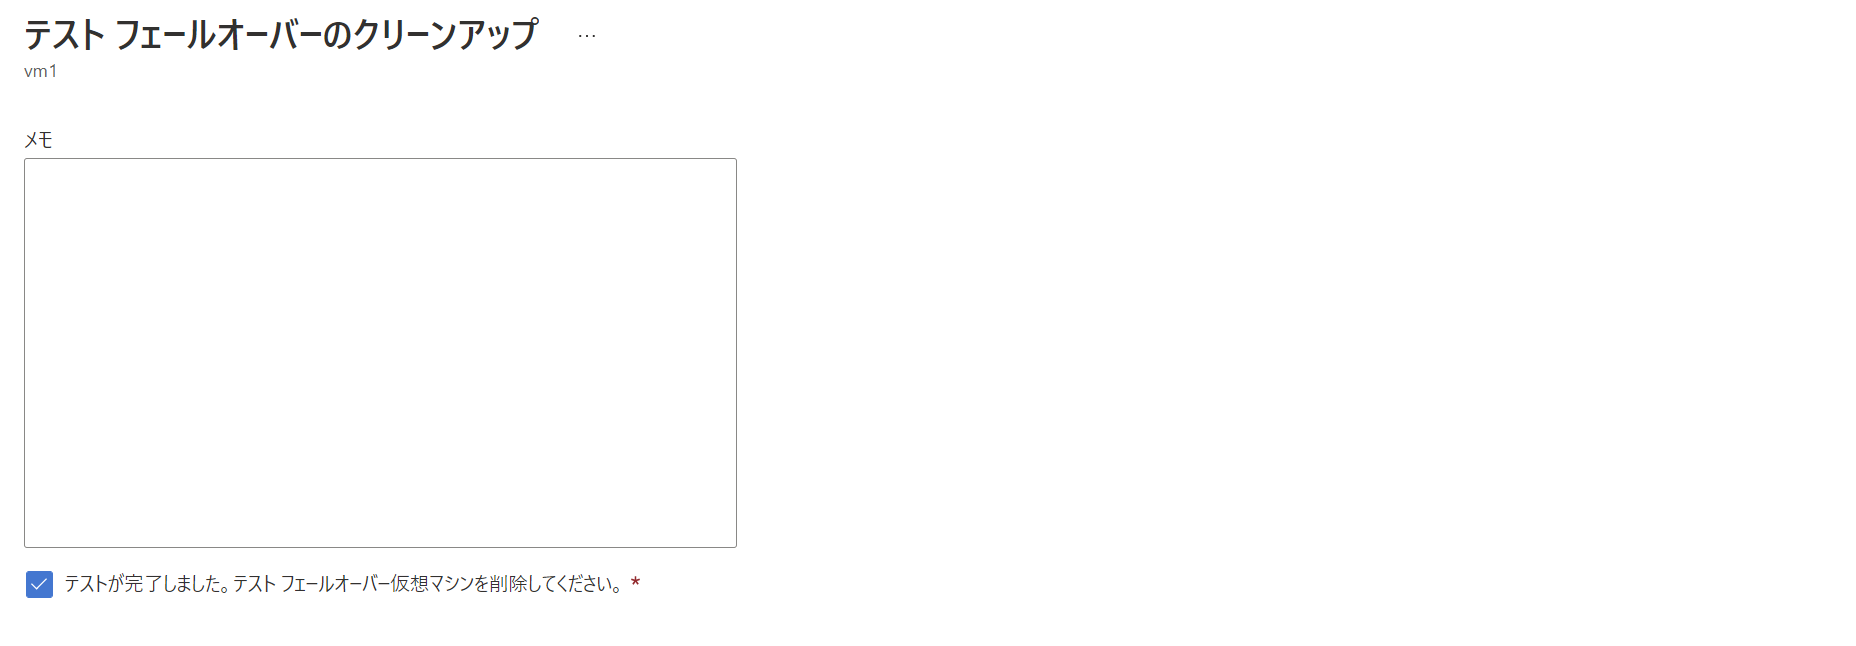 テスト フェールオーバーのクリーンアップ …
vm1
メモ
テストが完了しました。テスト フェールオーバー仮想マシンを削除してください。 *